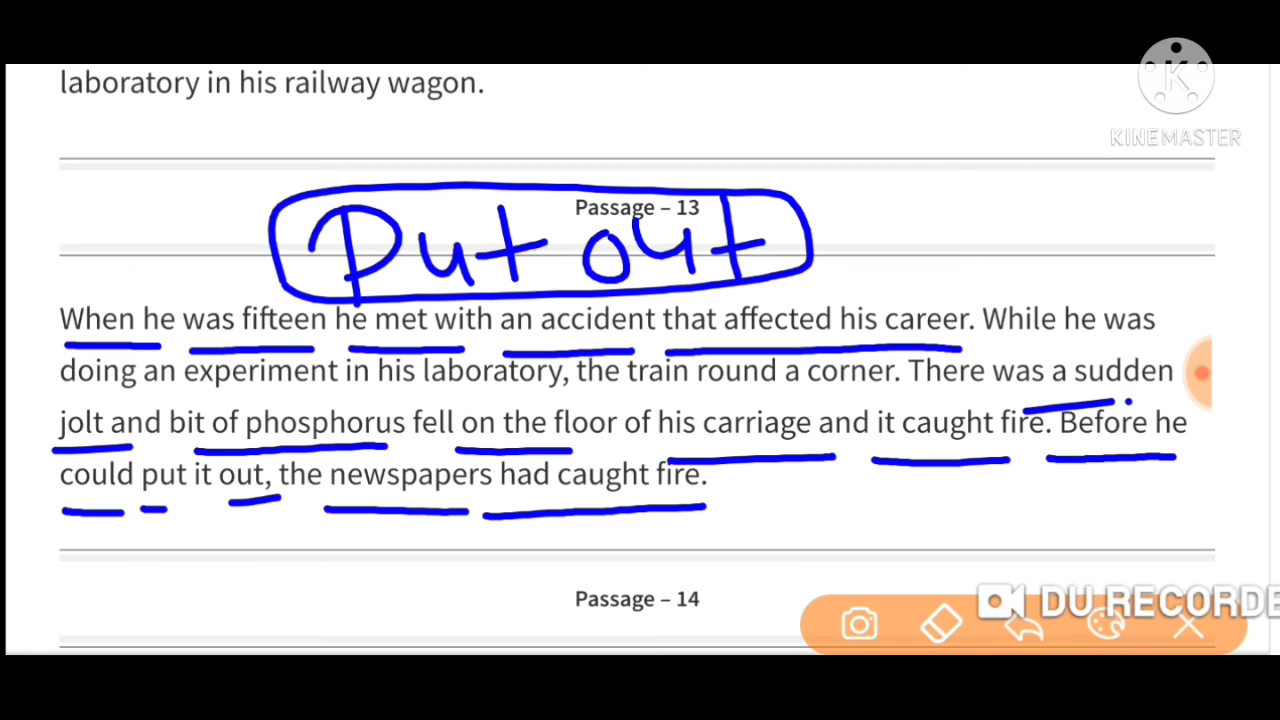 laboratory in his railway wagon.
K
KINEMASTER
Passage – 13
Put out
When he was fifteen he met with an accident that affected his career. While he was
doing an experiment in his laboratory, the train round a corner. There was a sudden
jolt and bit of phosphorus fell on the floor of his carriage and it caught fire. Before he
could put it out, the newspapers had caught fire.
Passage – 14
DU RECORDE